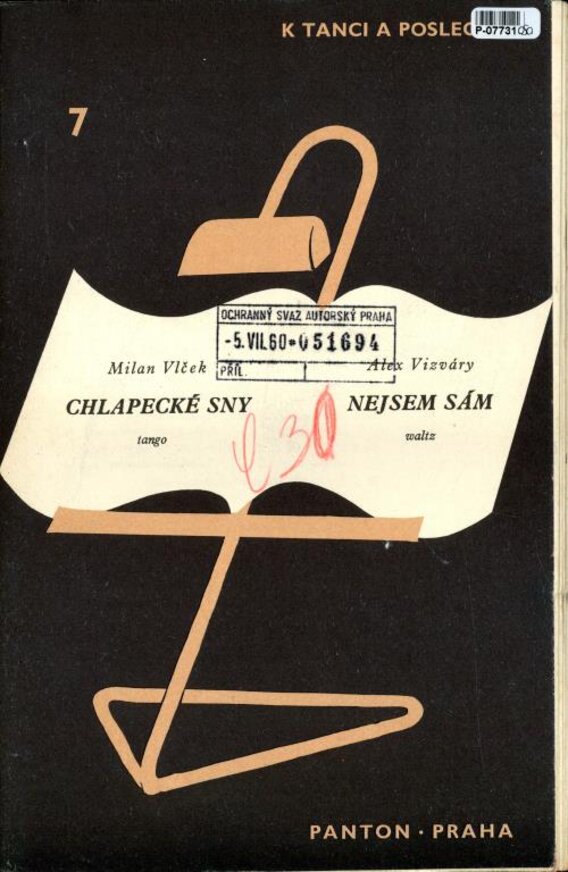 K TANCI A POSLEC
P-07731
7
OCHRANNÝ SVAZ AUTORSKÝ PRAHA
-5.VII.60*051694
PŘÍL.
Milan Vlček
Alex Vizváry
CHLAPECKÉ SNY
NEJSEM SÁM
tango
waltz
30
PANTON · PRAHA